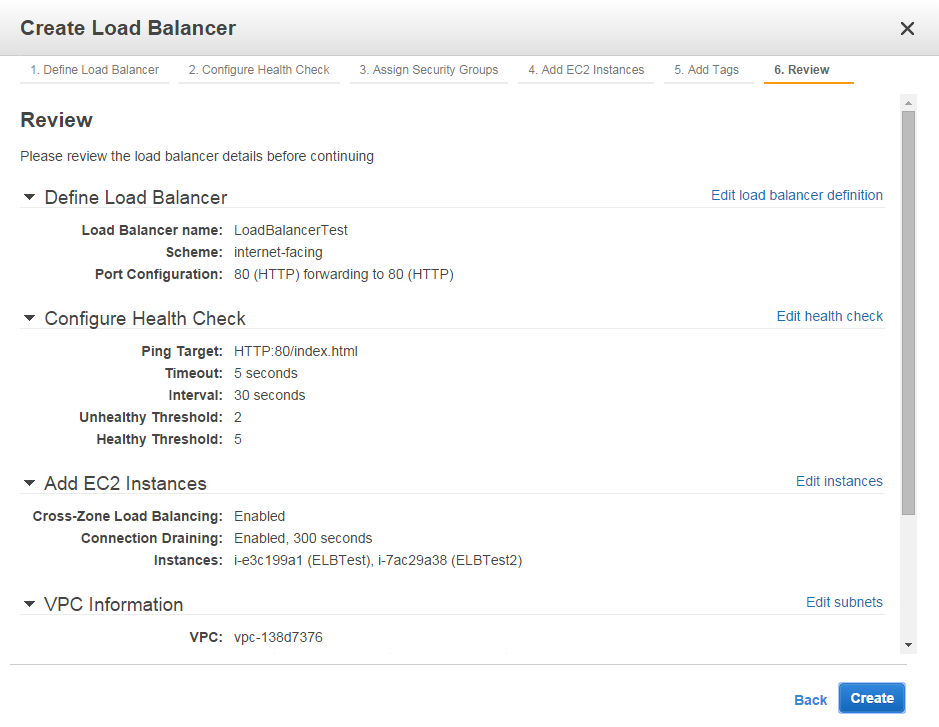 Create Load Balancer
1. Define Load Balancer 2. Configure Health Check 3. Assign Security Groups 4. Add EC2 Instances 5. Add Tags 6. Review
Review
Please review the load balancer details before continuing
Define Load Balancer Edit load balancer definition
Load Balancer name: LoadBalancerTest
Scheme: internet-facing
Port Configuration: 80 (HTTP) forwarding to 80 (HTTP)
Configure Health Check Edit health check
Ping Target: HTTP:80/index.html
Timeout: 5 seconds
Interval: 30 seconds
Unhealthy Threshold: 2
Healthy Threshold: 5
Add EC2 Instances Edit instances
Cross-Zone Load Balancing: Enabled
Connection Draining: Enabled, 300 seconds
Instances: i-e3c199a1 (ELBTest), i-7ac29a38 (ELBTest2)
VPC Information Edit subnets
VPC: vpc-138d7376
Back Create